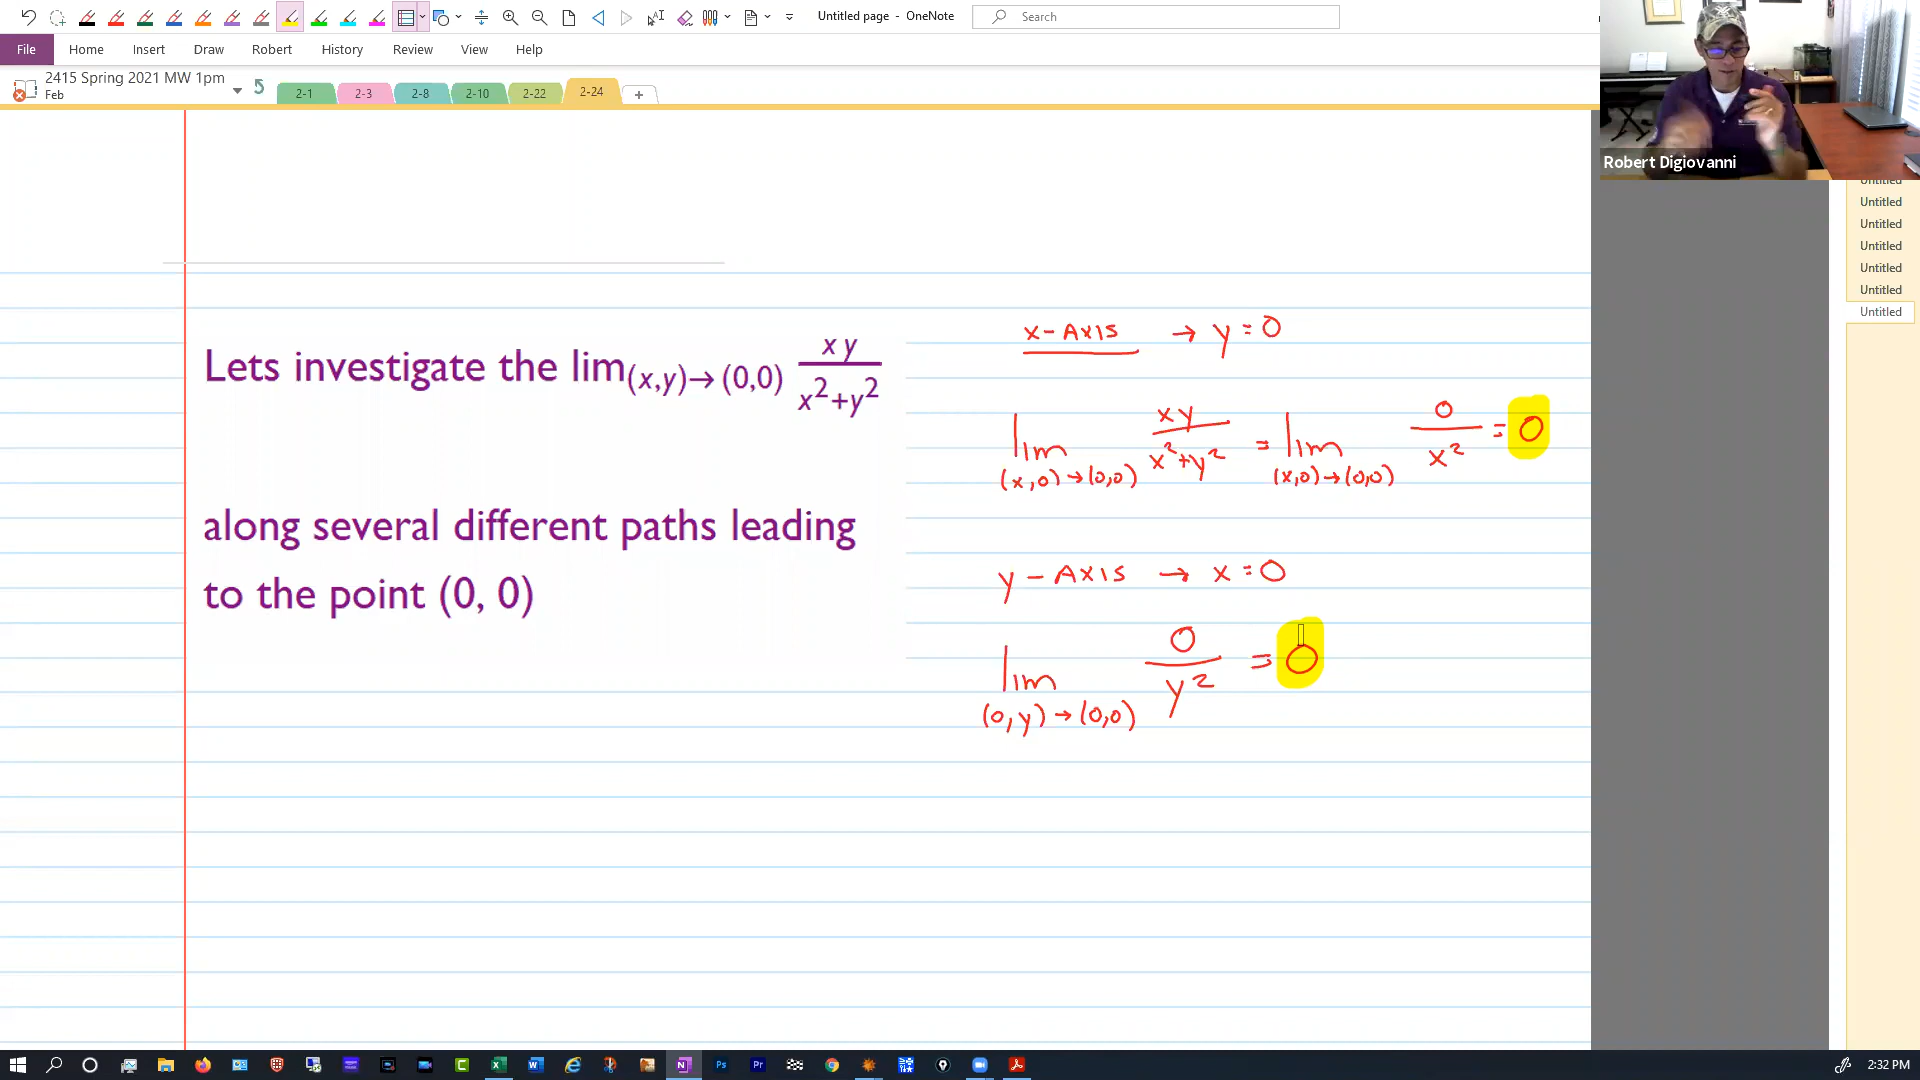 Untitled page - OneNote
Search
File Home Insert Draw Robert History Review View Help
2415 Spring 2021 MW 1pm
Feb
2-1 2-3 2-8 2-10 2-22 2-24 +
Robert Digiovanni
Untitled
Untitled
Untitled
Untitled
Untitled
Untitled
Untitled
Lets investigate the lim(x,y)→ (0,0) xy/x²+y²
along several different paths leading
to the point (0, 0)
x-AXIS → y = 0
lim (x,0)→(0,0) xy/x²+y² = lim (x,0)→(0,0) 0/x² = 0
y-AXIS → x = 0
lim (0,y)→(0,0) 0/y² = 0
2:32 PM